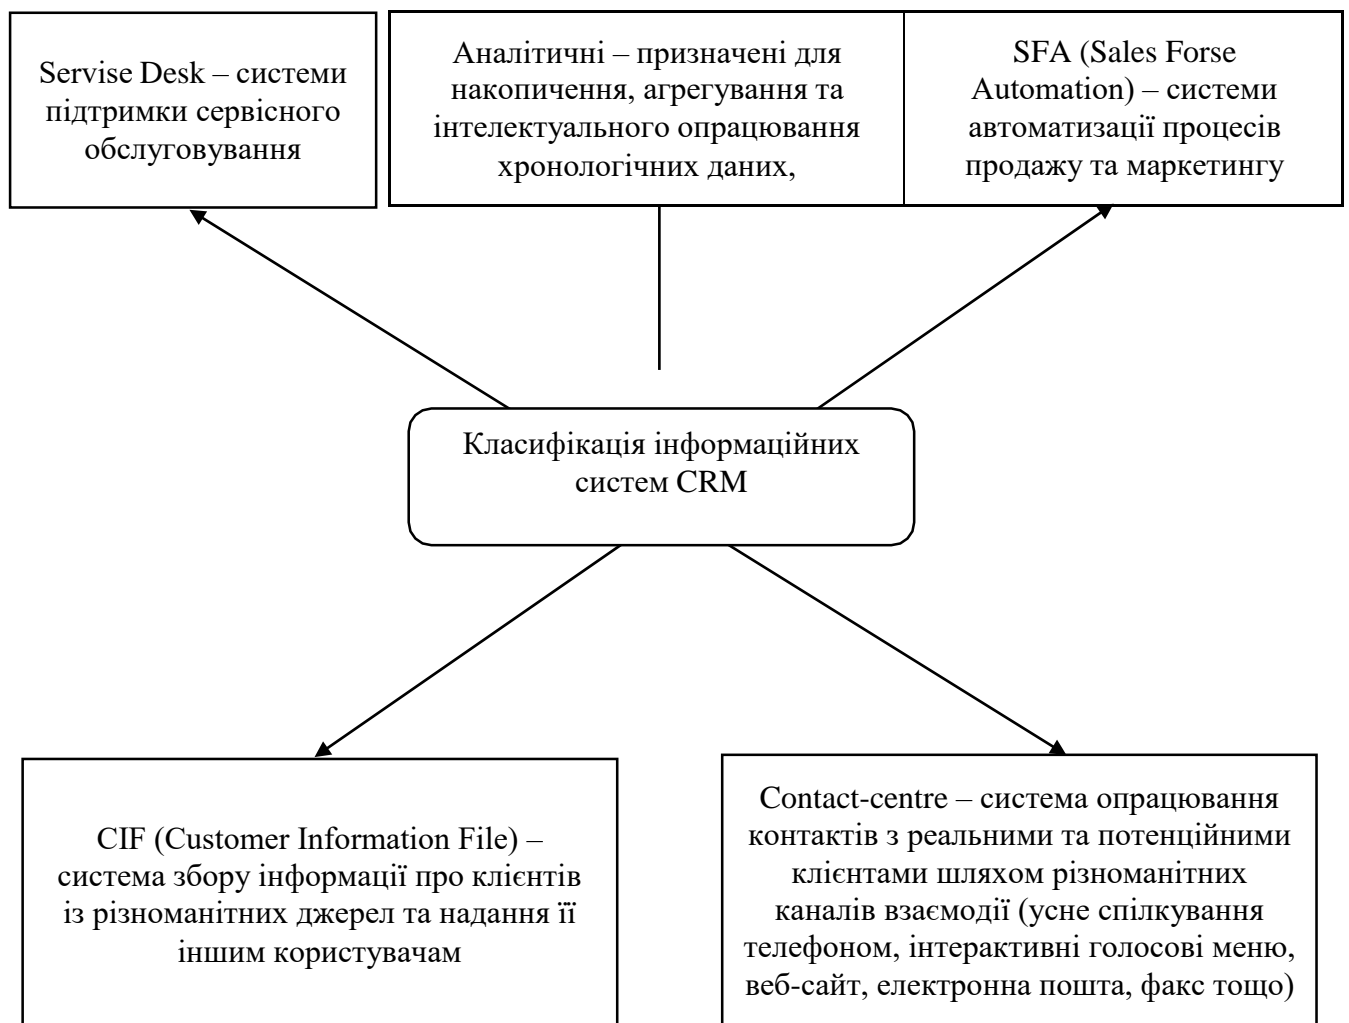 Servise Desk – системи
підтримки сервісного
обслуговування
Аналітичні – призначені для
накопичення, агрегування та
інтелектуального опрацювання
хронологічних даних,
SFA (Sales Forse
Automation) – системи
автоматизації процесів
продажу та маркетингу
Класифікація інформаційних
систем CRM
CIF (Customer Information File) –
система збору інформації про клієнтів
із різноманітних джерел та надання її
іншим користувачам
Contact-centre – система опрацювання
контактів з реальними та потенційними
клієнтами шляхом різноманітних
каналів взаємодії (усне спілкування
телефоном, інтерактивні голосові меню,
веб-сайт, електронна пошта, факс тощо)